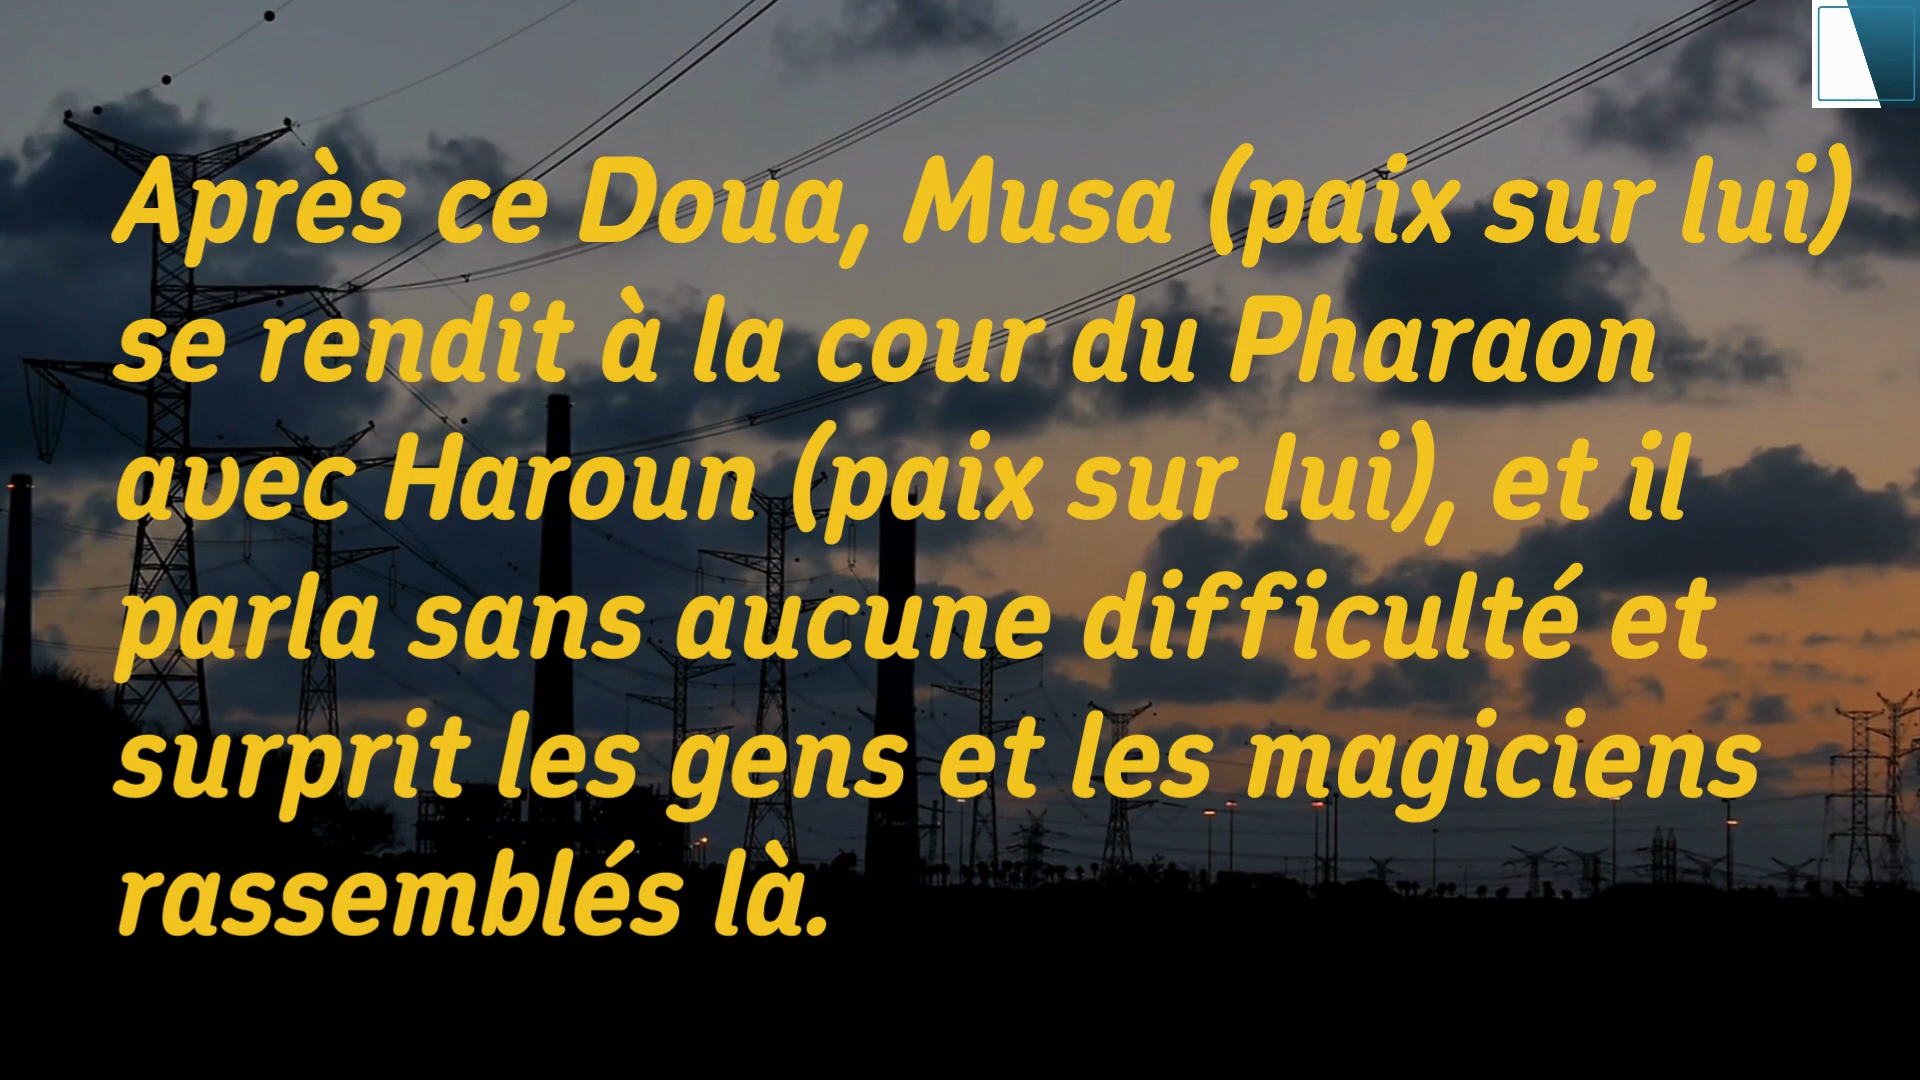 Après ce Doua, Musa (paix sur lui)
se rendit à la cour du Pharaon
avec Haroun (paix sur lui), et il
parla sans aucune difficulté et
surprit les gens et les magiciens
rassemblés là.